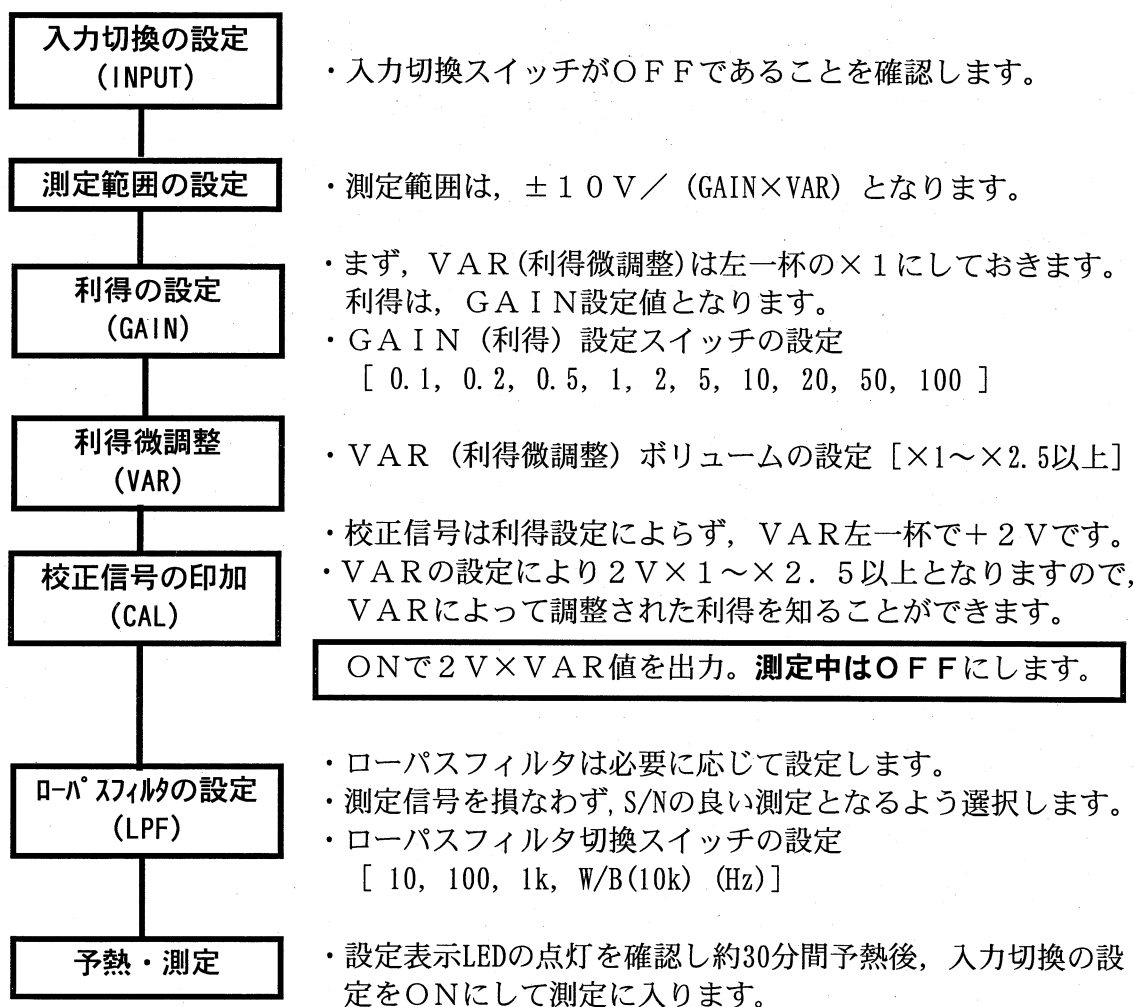 入力切換の設定
(INPUT)
・入力切換スイッチがＯＦＦであることを確認します。
測定範囲の設定
・測定範囲は，±１０Ｖ／（GAIN×VAR）となります。
利得の設定
(GAIN)
・まず，ＶＡＲ(利得微調整)は左一杯の×１にしておきます。
利得は，ＧＡＩＮ設定値となります。
・ＧＡＩＮ（利得）設定スイッチの設定
[ 0.1, 0.2, 0.5, 1, 2, 5, 10, 20, 50, 100 ]
利得微調整
(VAR)
・ＶＡＲ（利得微調整）ボリュームの設定［×1～×2.5以上］
校正信号の印加
(CAL)
・校正信号は利得設定によらず，ＶＡＲ左一杯で＋２Ｖです。
・ＶＡＲの設定により２Ｖ×１～×２．５以上となりますので，
ＶＡＲによって調整された利得を知ることができます。
ＯＮで２Ｖ×ＶＡＲ値を出力。測定中はＯＦＦにします。
ﾛｰﾊﾟｽﾌｨﾙﾀの設定
(LPF)
・ローパスフィルタは必要に応じて設定します。
・測定信号を損なわず,S/Nの良い測定となるよう選択します。
・ローパスフィルタ切換スイッチの設定
[ 10, 100, 1k, W/B(10k) (Hz)]
予熱・測定
・設定表示LEDの点灯を確認し約30分間予熱後，入力切換の設
定をＯＮにして測定に入ります。